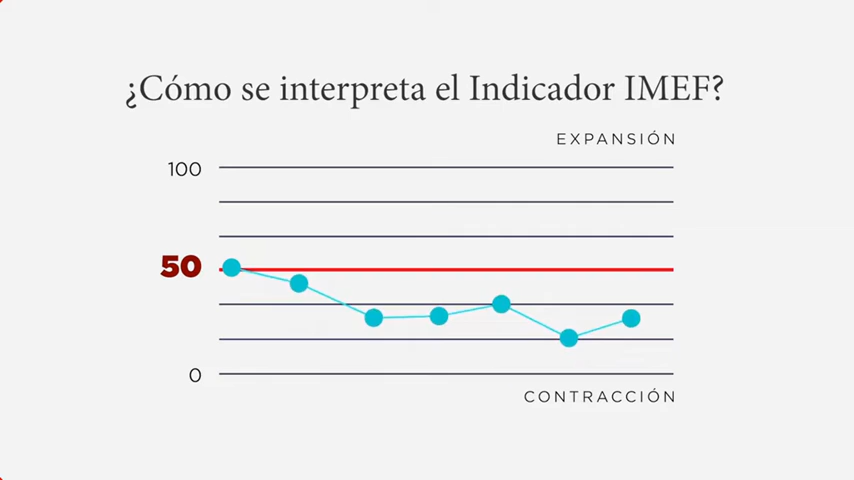 ¿Cómo se interpreta el Indicador IMEF?
EXPANSIÓN
100
50
0
CONTRACCIÓN